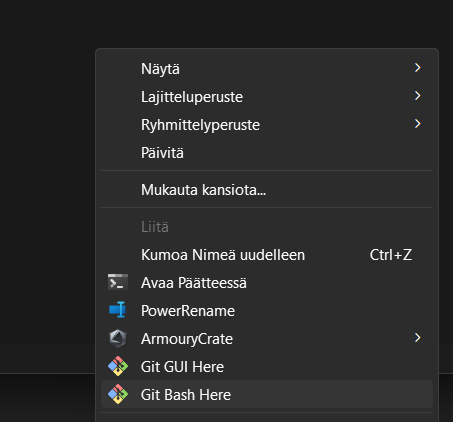 Näytä
Lajitteluperuste
Ryhmittelyperuste
Päivitä
Mukauta kansiota...
Liitä
Kumoa Nimeä uudelleen Ctrl+Z
Avaa Päätteessä
PowerRename
ArmouryCrate
Git GUI Here
Git Bash Here